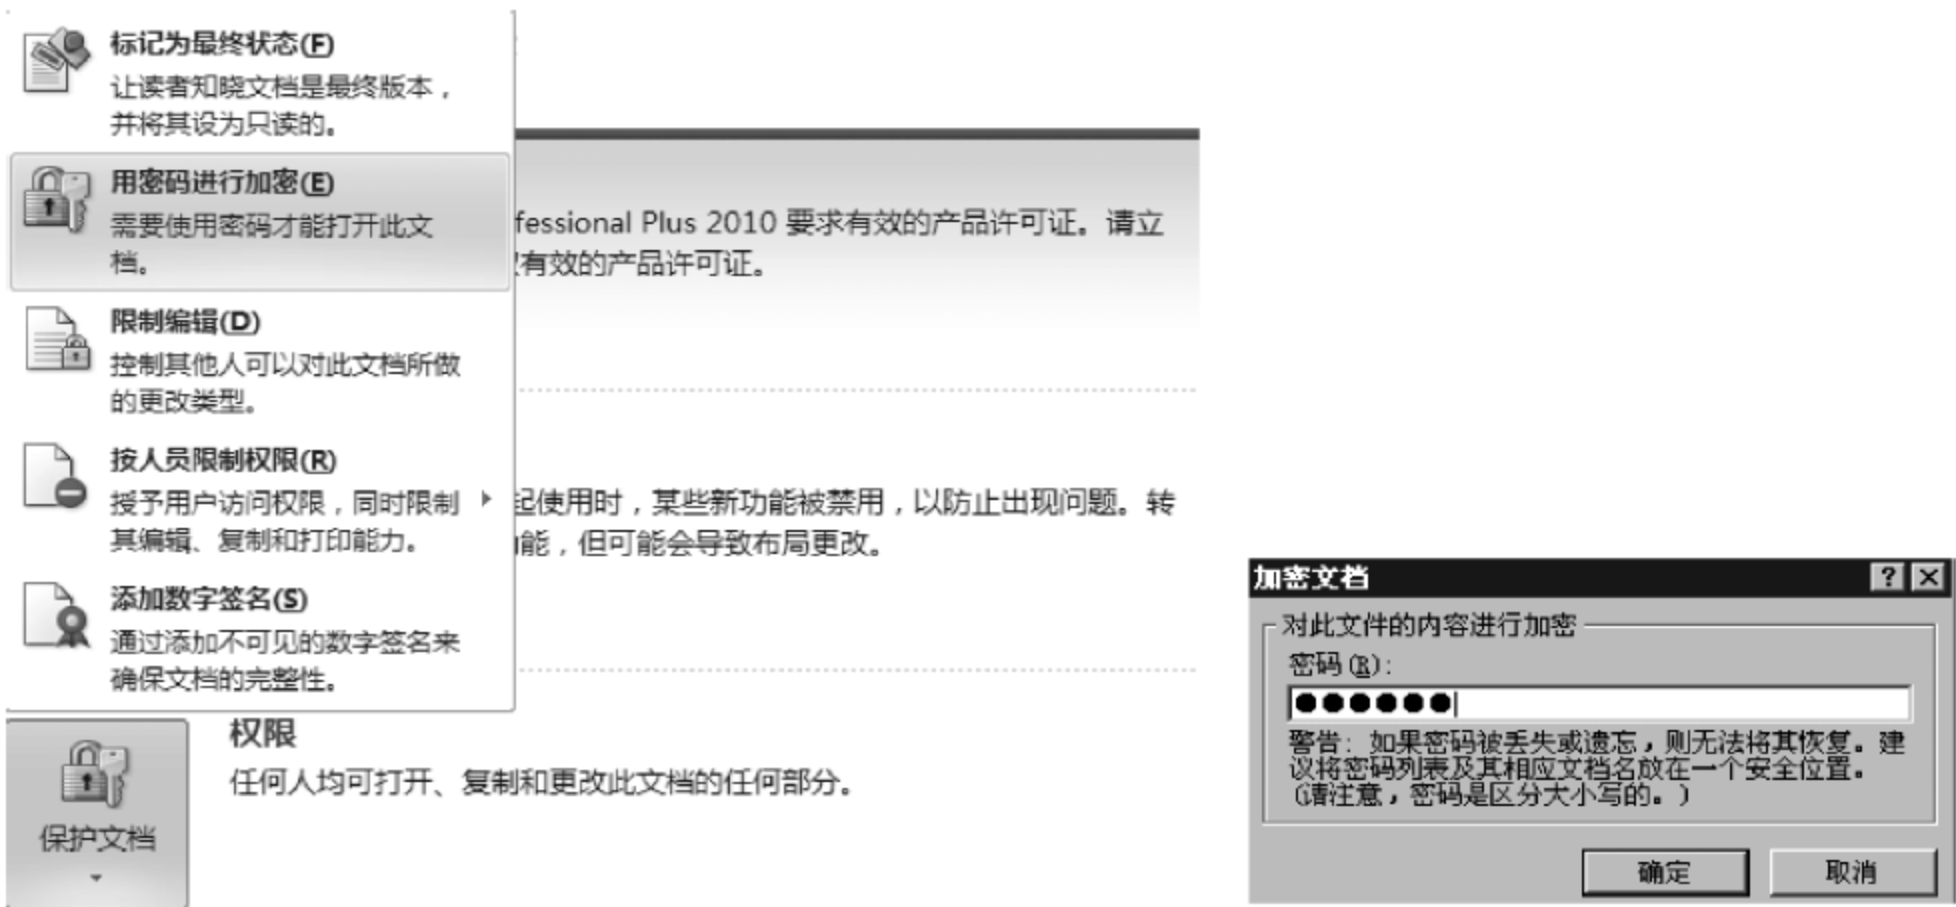 标记为最终状态(F)
让读者知晓文档是最终版本，
并将其设为只读的。
用密码进行加密(E)
需要使用密码才能打开此文
档。
限制编辑(D)
控制其他人可以对此文档所做
的更改类型。
按人员限制权限(R)
授予用户访问权限，同时限制
其编辑、复制和打印能力。
添加数字签名(S)
通过添加不可见的数字签名来
确保文档的完整性。
保护文档
fessional Plus 2010 要求有效的产品许可证。请立
有效的产品许可证。
起使用时，某些新功能被禁用，以防止出现问题。转
能，但可能会导致布局更改。
权限
任何人均可打开、复制和更改此文档的任何部分。
加密文档
对此文件的内容进行加密
密码(R):
●●●●●●
警告: 如果密码被丢失或遗忘，则无法将其恢复。建
议将密码列表及其相应文档名放在一个安全位置。
(请注意，密码是区分大小写的。)
确定
取消